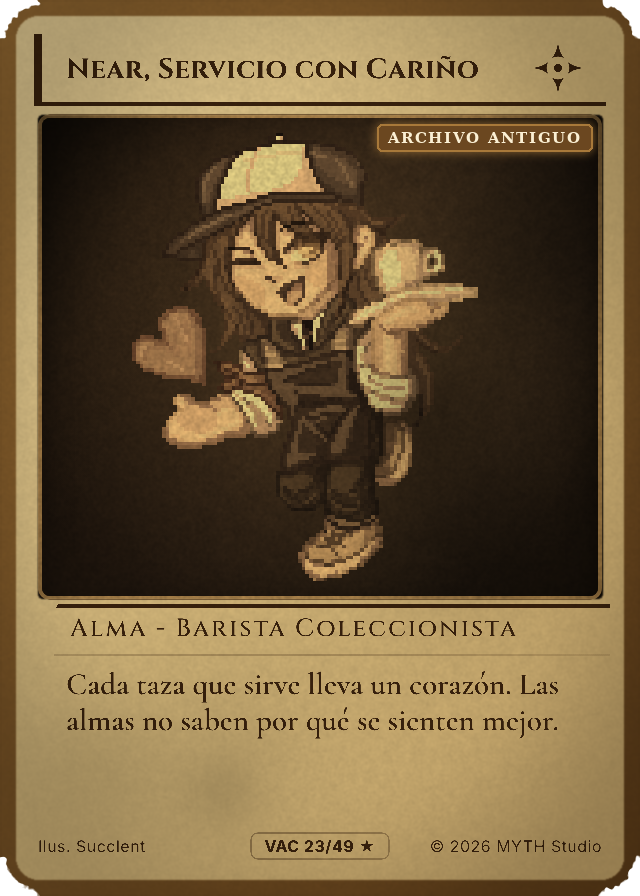 Near, Servicio con Cariño
ARCHIVO ANTIGUO
Alma - Barista Coleccionista
Cada taza que sirve lleva un corazón. Las
almas no saben por qué se sienten mejor.
Ilus. Succlent
VAC 23/49 ★
© 2026 MYTH Studio